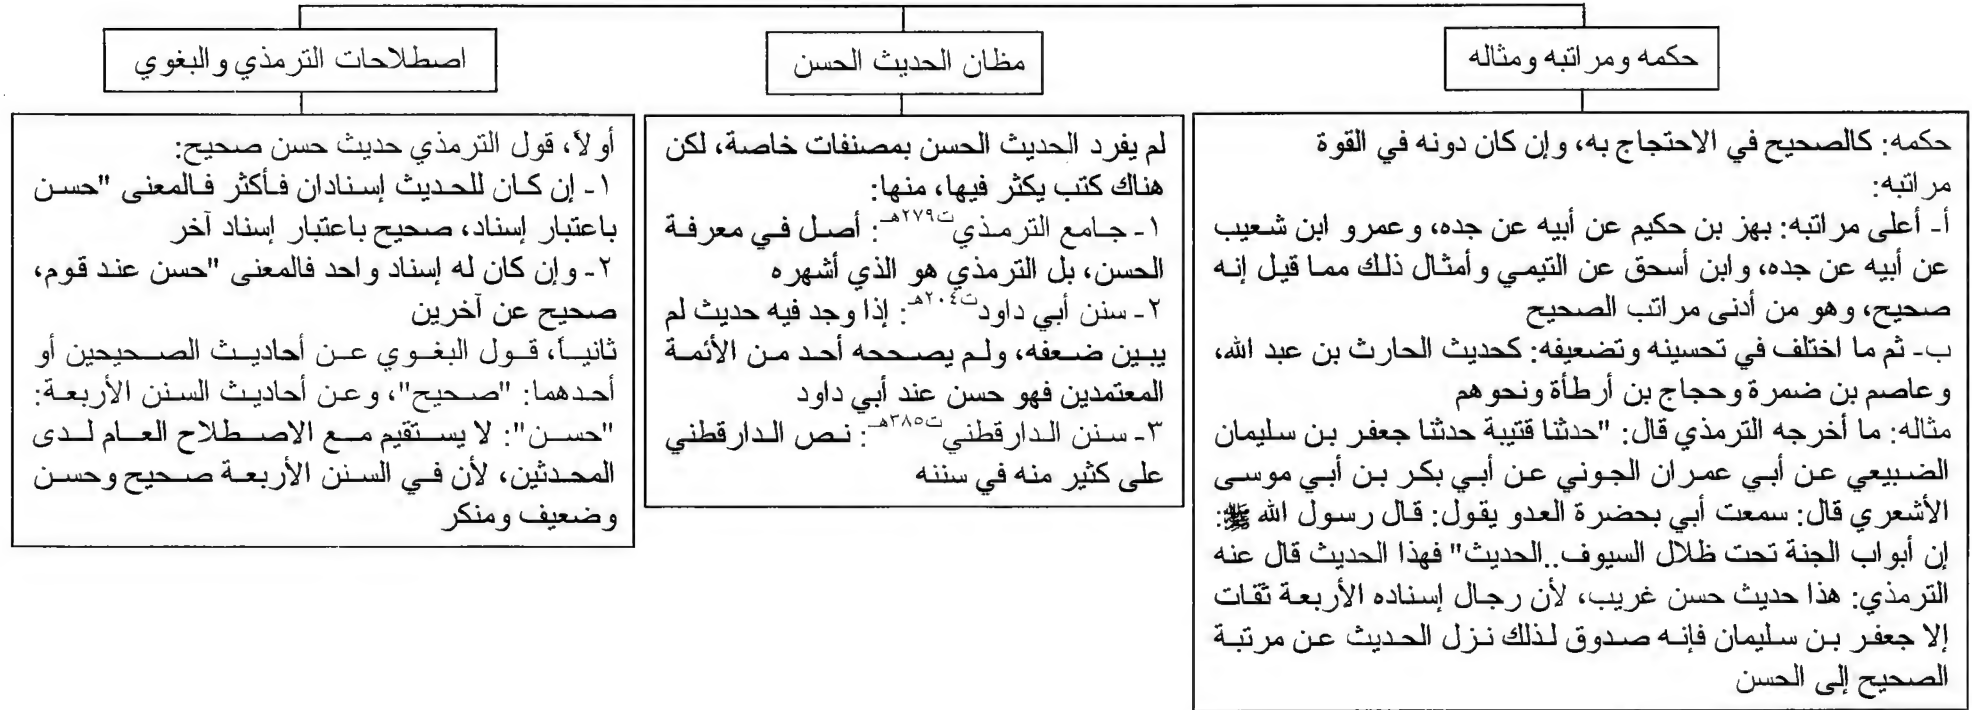 حكمه ومراتبه ومثاله
حكمه: كالصحيح في الاحتجاج به، وإن كان دونه في القوة
مراتبه:
أ- أعلى مراتبه: بهز بن حكيم عن أبيه عن جده، وعمرو ابن شعيب
عن أبيه عن جده، وابن أسحق عن التيمي وأمثال ذلك مما قيل إنه
صحيح، وهو من أدنى مراتب الصحيح
ب- ثم ما اختلف في تحسينه وتضعيفه: كحديث الحارث بن عبد الله،
وعاصم بن ضمرة وحجاج بن أرطأة ونحوهم
مثاله: ما أخرجه الترمذي قال: "حدثنا قتيبة حدثنا جعفر بن سليمان
الضبيعي عن أبي عمران الجوني عن أبي بكر بن أبي موسى
الأشعري قال: سمعت أبي بحضرة العدو يقول: قال رسول الله ﷺ:
إن أبواب الجنة تحت ظلال السيوف..الحديث" فهذا الحديث قال عنه
الترمذي: هذا حديث حسن غريب، لأن رجال إسناده الأربعة ثقات
إلا جعفر بن سليمان فإنه صدوق لذلك نزل الحديث عن مرتبة
الصحيح إلى الحسن
مظان الحديث الحسن
لم يفرد الحديث الحسن بمصنفات خاصة، لكن
هناك كتب يكثر فيها، منها:
١- جامع الترمذي ت٢٧٩هـ: أصل في معرفة
الحسن، بل الترمذي هو الذي أشهره
٢- سنن أبي داود ت٢٠٤هـ: إذا وجد فيه حديث لم
يبين ضعفه، ولم يصححه أحد من الأئمة
المعتمدين فهو حسن عند أبي داود
٣- سنن الدارقطني ت٣٨٥هـ: نص الدارقطني
على كثير منه في سننه
اصطلاحات الترمذي والبغوي
أولاً، قول الترمذي حديث حسن صحيح:
١- إن كان للحديث إسنادان فأكثر فالمعنى "حسن
باعتبار إسناد، صحيح باعتبار إسناد آخر
٢- وإن كان له إسناد واحد فالمعنى "حسن عند قوم،
صحيح عن آخرين
ثانياً، قول البغوي عن أحاديث الصحيحين أو
أحدهما: "صحيح"، وعن أحاديث السنن الأربعة:
"حسن": لا يستقيم مع الاصطلاح العام لدى
المحدثين، لأن في السنن الأربعة صحيح وحسن
وضعيف ومنكر